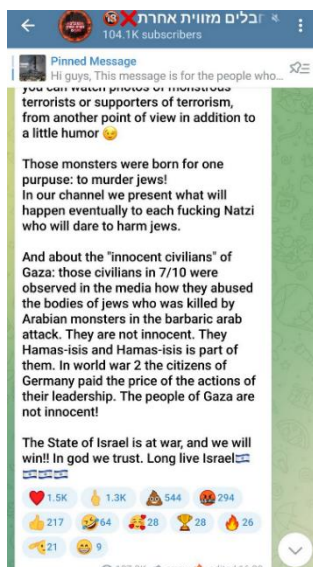 מזווית אחרת
104.1K subscribers
Pinned Message
Hi guys, This message is for the people who...
you can watch photos of monstrous
terrorists or supporters of terrorism,
from another point of view in addition to
a little humor 😉
Those monsters were born for one
purpuse: to murder jews!
In our channel we present what will
happen eventually to each fucking Natzi
who will dare to harm jews.
And about the "innocent civilians" of
Gaza: those civilians in 7/10 were
observed in the media how they abused
the bodies of jews who was killed by
Arabian monsters in the barbaric arab
attack. They are not innocent. They
Hamas-isis and Hamas-isis is part of
them. In world war 2 the citizens of
Germany paid the price of the actions of
their leadership. The people of Gaza are
not innocent!
The State of Israel is at war, and we will
win!! In god we trust. Long live Israel🇮🇱
🇮🇱🇮🇱🇮🇱
❤️ 1.5K 👍 1.3K 💩 544 🤬 294
👍 217 🤣 64 🥰 28 🏆 28 🔥 26
21 😁 9